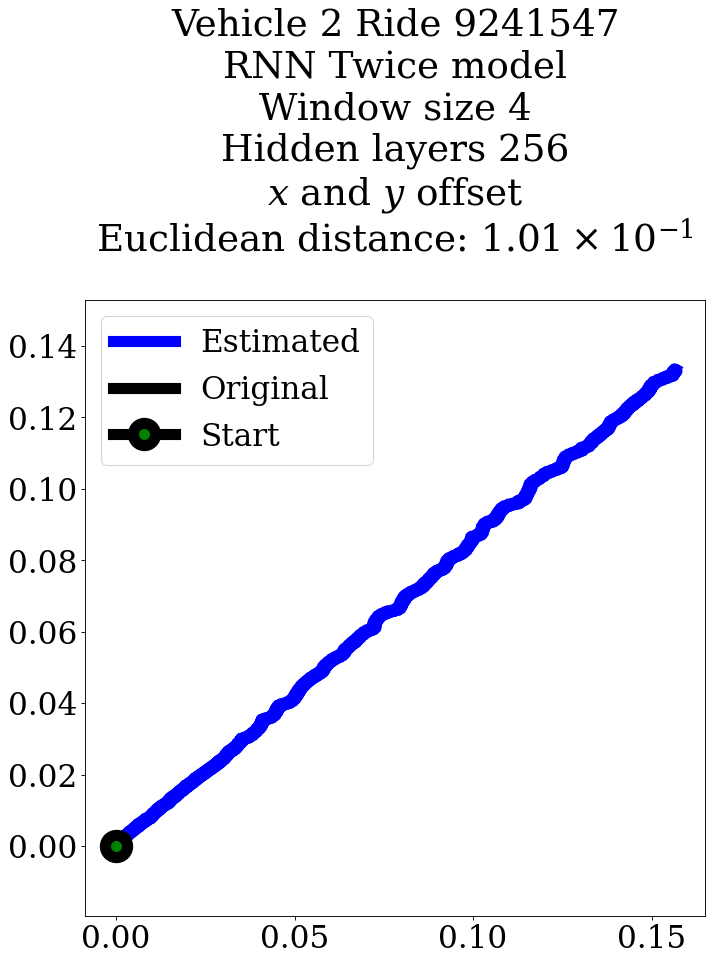 Vehicle 2 Ride 9241547
RNN Twice model
Window size 4
Hidden layers 256
x and y offset
Euclidean distance: 1.01 × 10⁻¹
Estimated
Original
Start
0.14
0.12
0.10
0.08
0.06
0.04
0.02
0.00
0.00 0.05 0.10 0.15